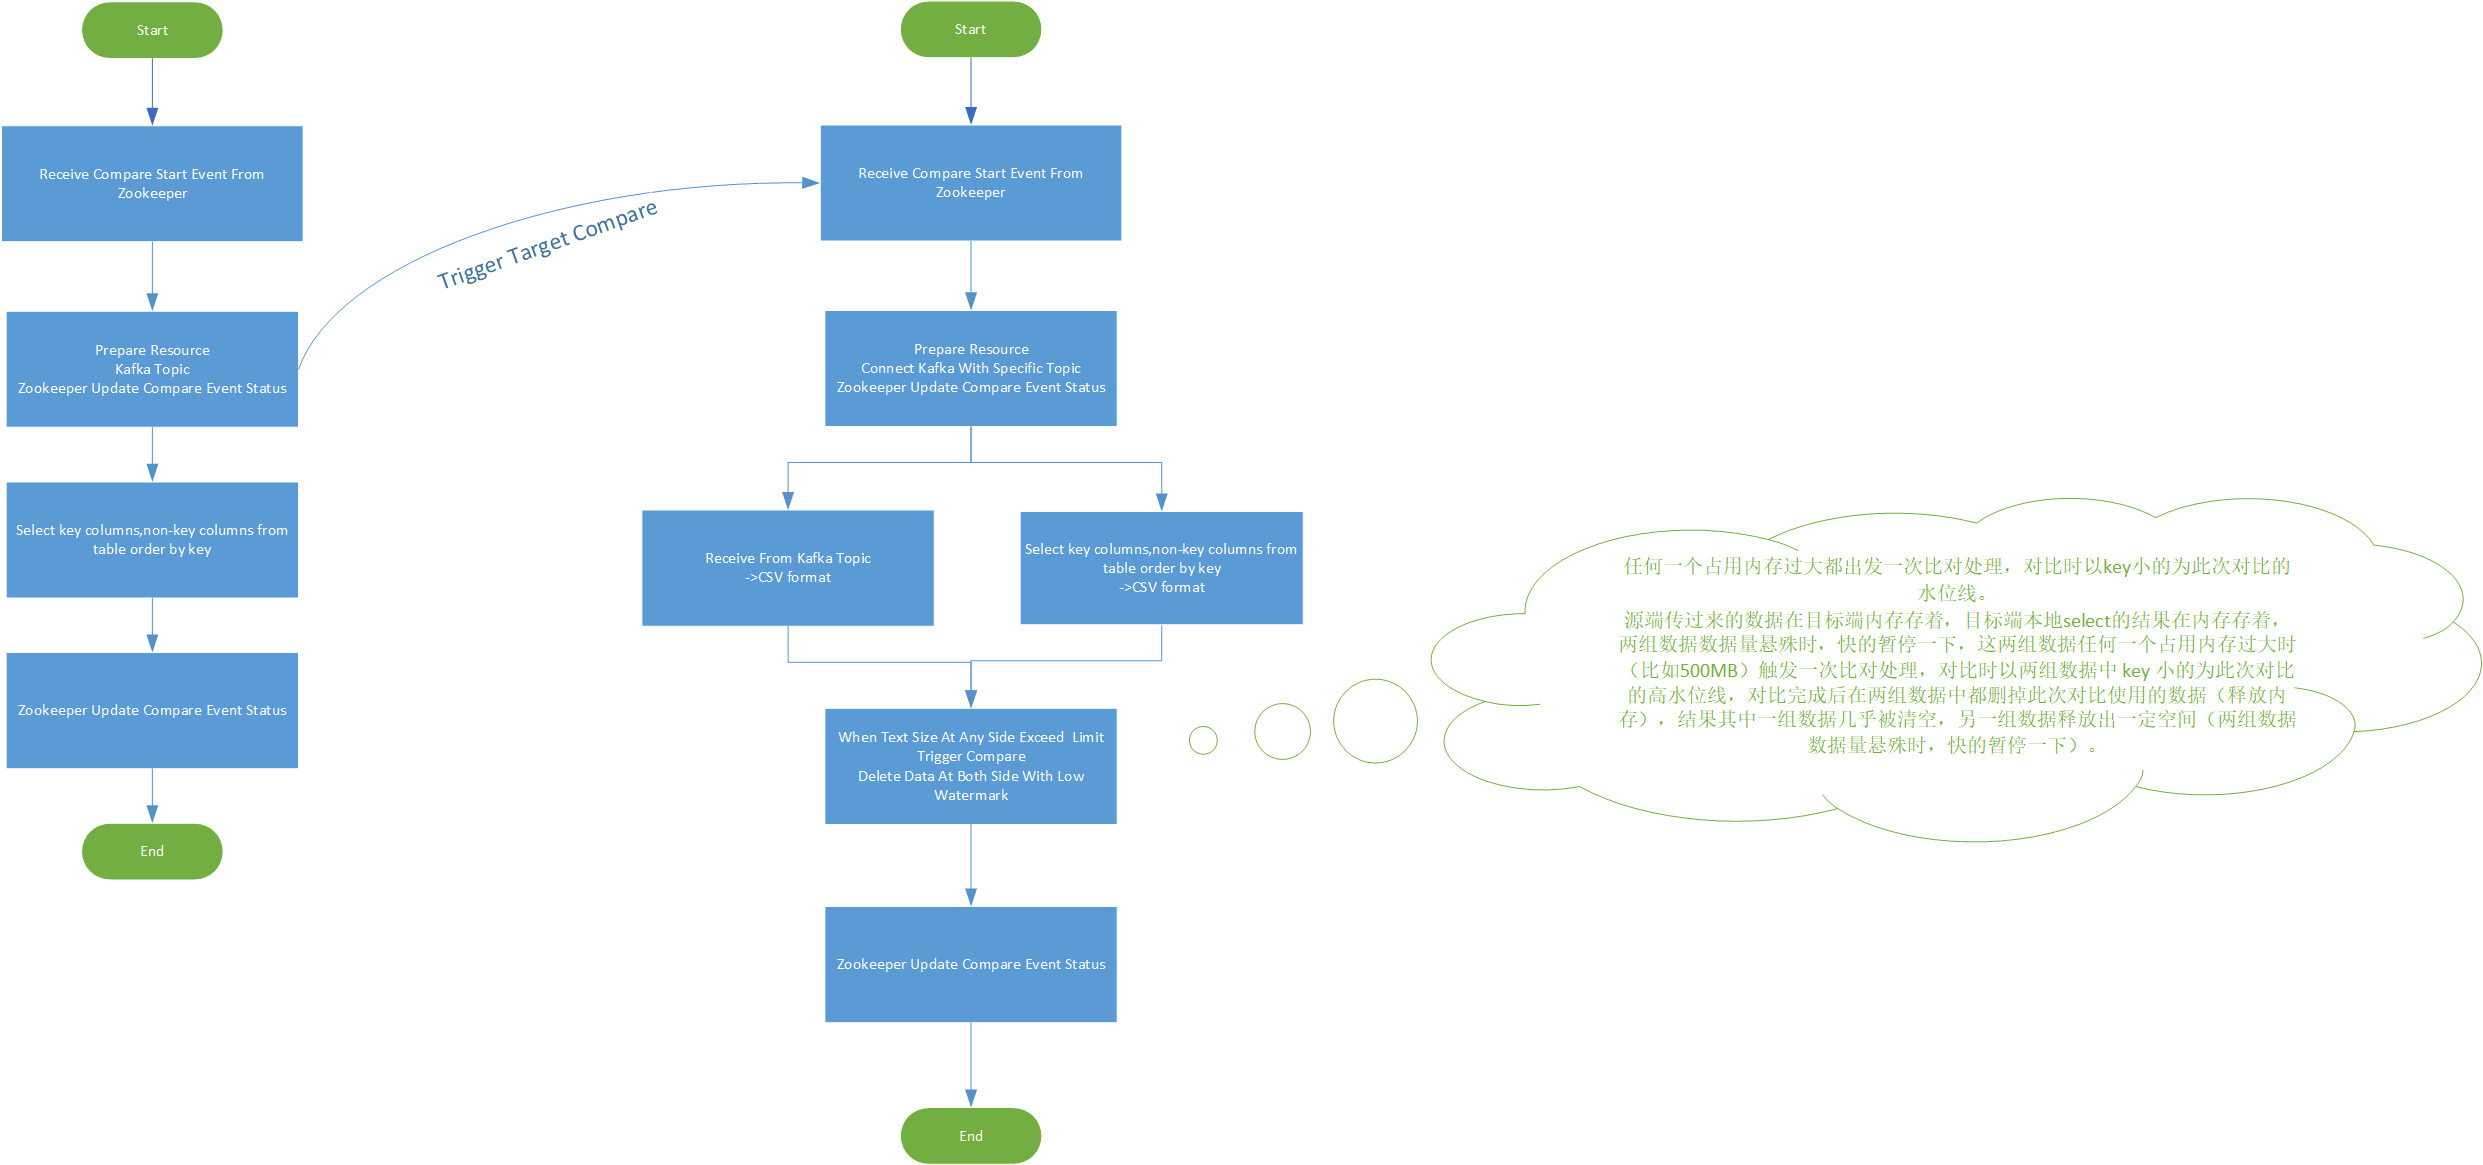 Start
Receive Compare Start Event From
Zookeeper
Prepare Resource
Kafka Topic
Zookeeper Update Compare Event Status
Select key columns,non-key columns from
table order by key
Zookeeper Update Compare Event Status
End
Trigger Target Compare
Start
Receive Compare Start Event From
Zookeeper
Prepare Resource
Connect Kafka With Specific Topic
Zookeeper Update Compare Event Status
Receive From Kafka Topic
->CSV format
Select key columns,non-key columns from
table order by key
->CSV format
When Text Size At Any Side Exceed  Limit
Trigger Compare
Delete Data At Both Side With Low
Watermark
Zookeeper Update Compare Event Status
End
任何一个占用内存过大都出发一次比对处理，对比时以key小的为此次对比的
水位线。
源端传过来的数据在目标端内存存着，目标端本地select的结果在内存存着，
两组数据数据量悬殊时，快的暂停一下，这两组数据任何一个占用内存过大时
（比如500MB）触发一次比对处理，对比时以两组数据中 key 小的为此次对比
的高水位线，对比完成后在两组数据中都删掉此次对比使用的数据（释放内
存），结果其中一组数据几乎被清空，另一组数据释放出一定空间（两组数据
数据量悬殊时，快的暂停一下）。